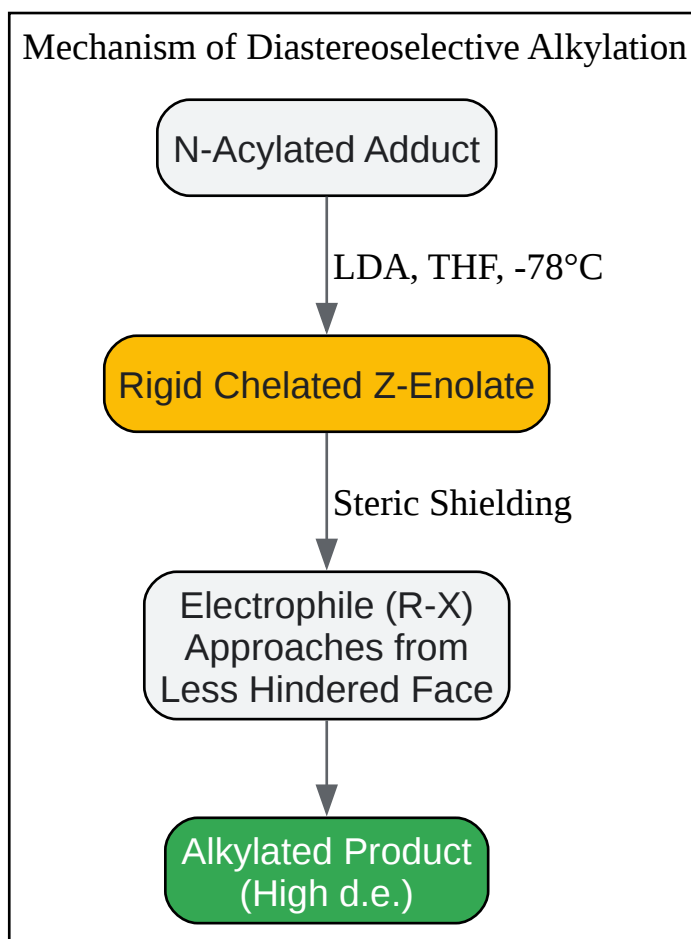 Mechanism of Diastereoselective Alkylation
N-Acylated Adduct
LDA, THF, -78°C
Rigid Chelated Z-Enolate
Steric Shielding
Electrophile (R-X)
Approaches from
Less Hindered Face
Alkylated Product
(High d.e.)